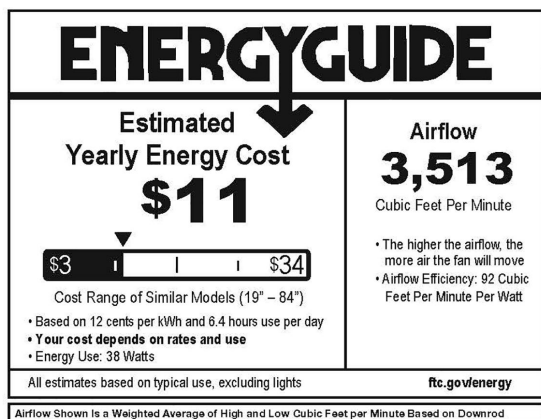 ENERGYGUIDE
Estimated
Yearly Energy Cost
$11
$3
$34
Cost Range of Similar Models (19” – 84”)
• Based on 12 cents per kWh and 6.4 hours use per day
• Your cost depends on rates and use
• Energy Use: 38 Watts
Airflow
3,513
Cubic Feet Per Minute
• The higher the airflow, the
more air the fan will move
• Airflow Efficiency: 92 Cubic
Feet Per Minute Per Watt
All estimates based on typical use, excluding lights
ftc.gov/energy
Airflow Shown Is a Weighted Average of High and Low Cubic Feet per Minute Based on Downrod